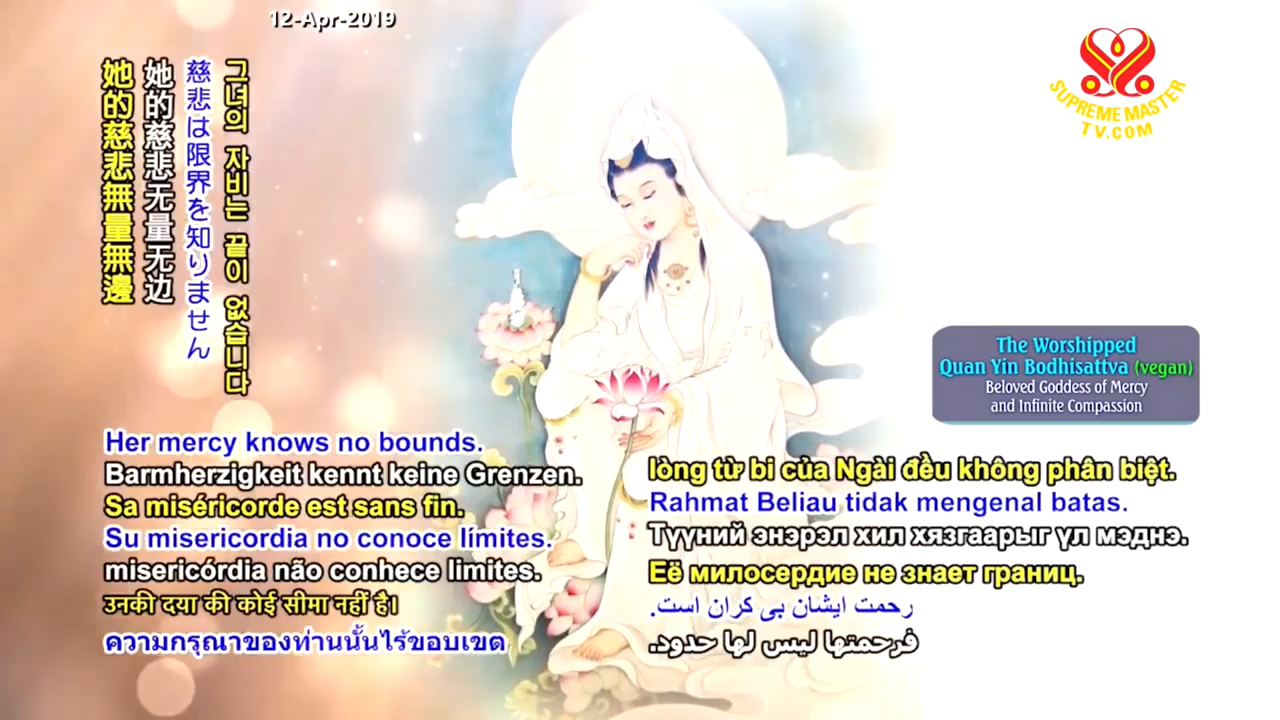 12-Apr-2019
SUPREME MASTER
TV.COM
그녀의 자비는 끝이 없습니다
慈悲は限界を知りません
她的慈悲无量无边
她的慈悲無量無邊
The Worshipped
Quan Yin Bodhisattva (vegan)
Beloved Goddess of Mercy
and Infinite Compassion
Her mercy knows no bounds.
Barmherzigkeit kennt keine Grenzen.
Sa miséricorde est sans fin.
Su misericordia no conoce límites.
misericórdia não conhece limites.
उनकी दया की कोई सीमा नहीं है।
ความกรุณาของท่านนั้นไร้ขอบเขต
lòng từ bi của Ngài đều không phân biệt.
Rahmat Beliau tidak mengenal batas.
Түүний энэрэл хил хязгаарыг үл мэднэ.
Её милосердие не знает границ.
رحمت ایشان بی کران است.
فرحمتها ليس لها حدود.